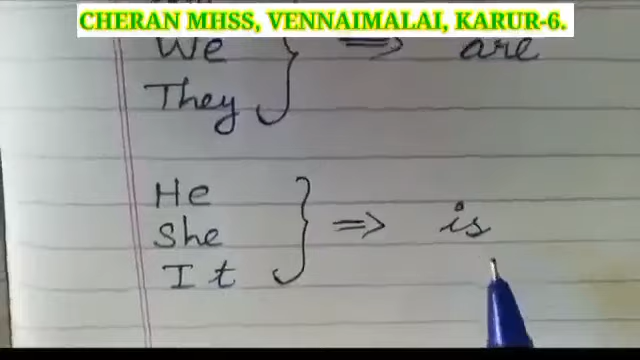 CHERAN MHSS, VENNAIMALAI, KARUR-6.
We } ⇒ are
They
He
She } ⇒ is
It